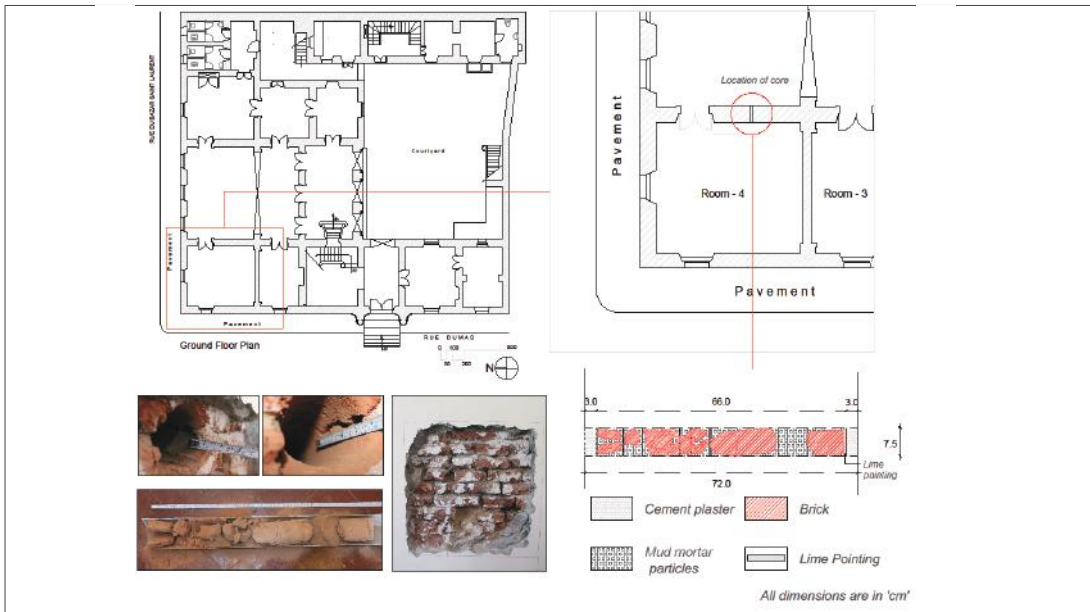 RUE DUBAZAR SAINT LAURENT
Courtyard
Pavement
Pavement
Ground Floor Plan
RUE DUMAS
N
Location of core
Pavement
Room - 4
Room - 3
Pavement
3.0
66.0
3.0
7.5
Lime
painting
72.0
Cement plaster
Brick
Mud mortar
particles
Lime Pointing
All dimensions are in 'cm'